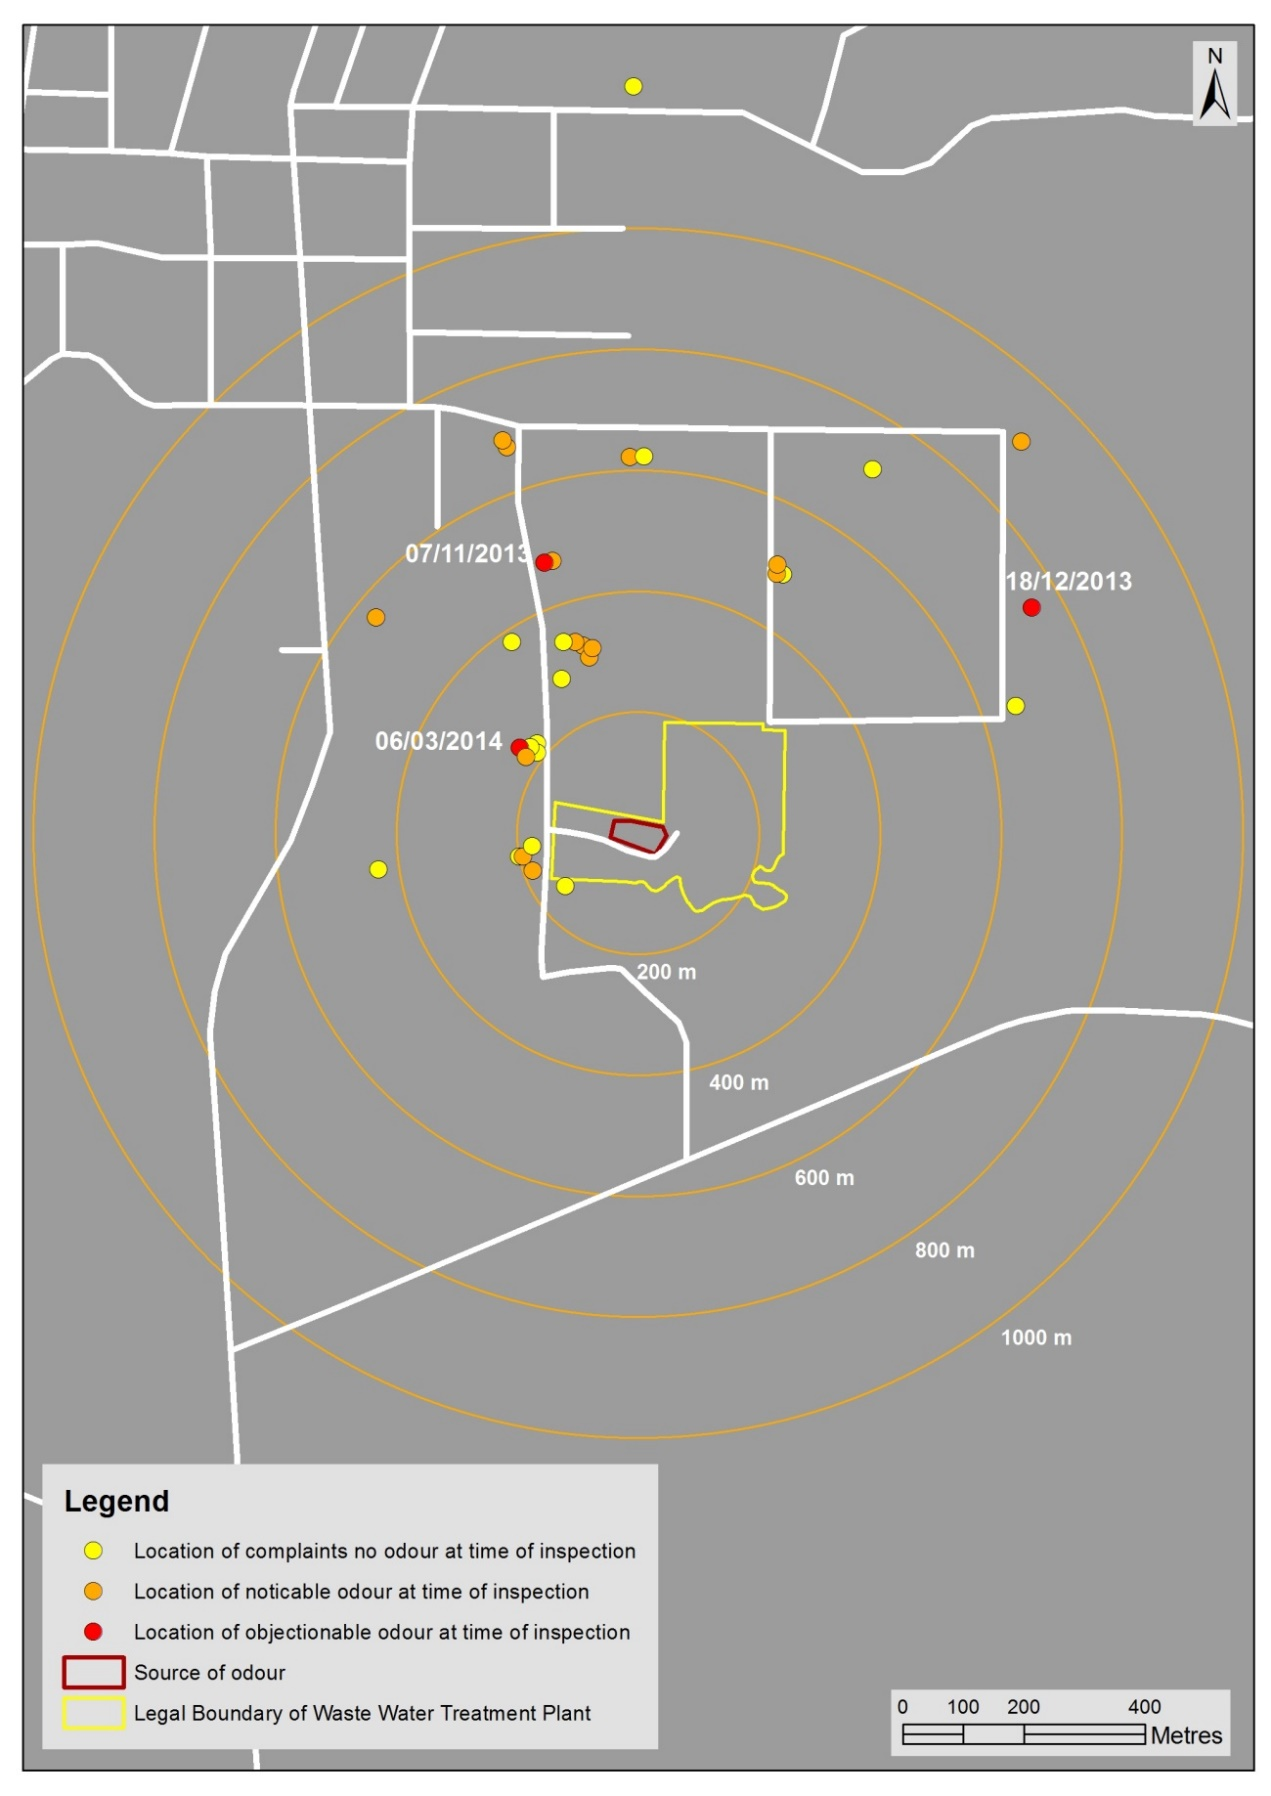 N
07/11/2013
18/12/2013
06/03/2014
200 m
400 m
600 m
800 m
1000 m
Legend
Location of complaints no odour at time of inspection
Location of noticable odour at time of inspection
Location of objectionable odour at time of inspection
Source of odour
Legal Boundary of Waste Water Treatment Plant
0 100 200 400
Metres